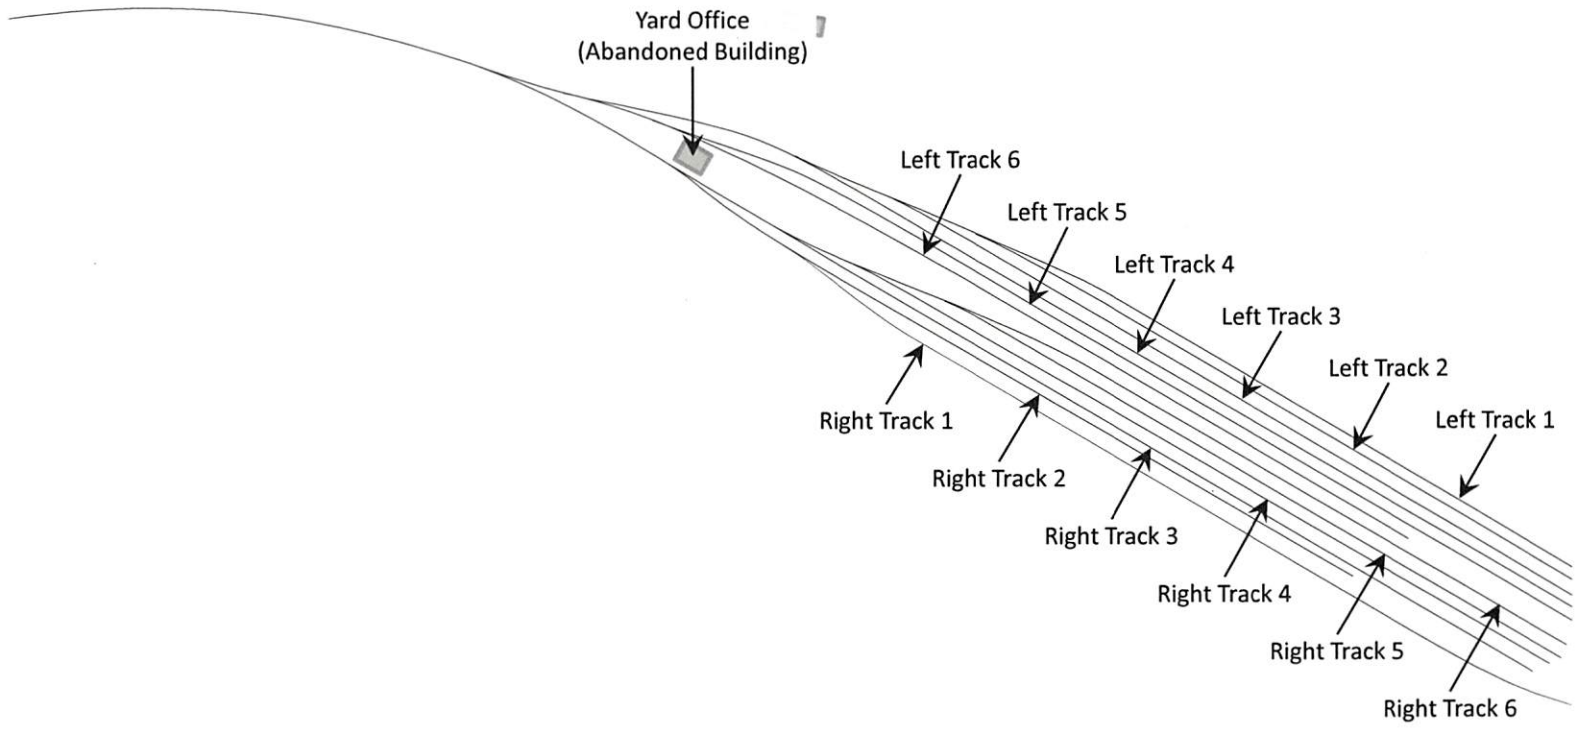 Yard Office
(Abandoned Building)
Left Track 6
Left Track 5
Left Track 4
Left Track 3
Left Track 2
Left Track 1
Right Track 1
Right Track 2
Right Track 3
Right Track 4
Right Track 5
Right Track 6